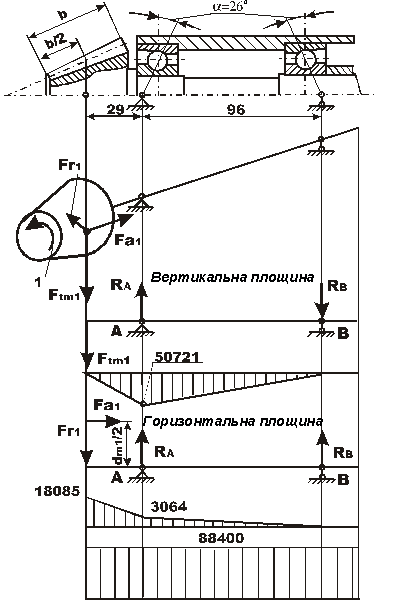 α=26°
b
b/2
29
96
Fr1
Fa1
1
Ftm1
RA
Вертикальна площина
RB
A
B
Ftm1
50721
Fa1
Горизонтальна площина
Fr1
dm1/2
RA
RB
A
B
18085
3064
88400